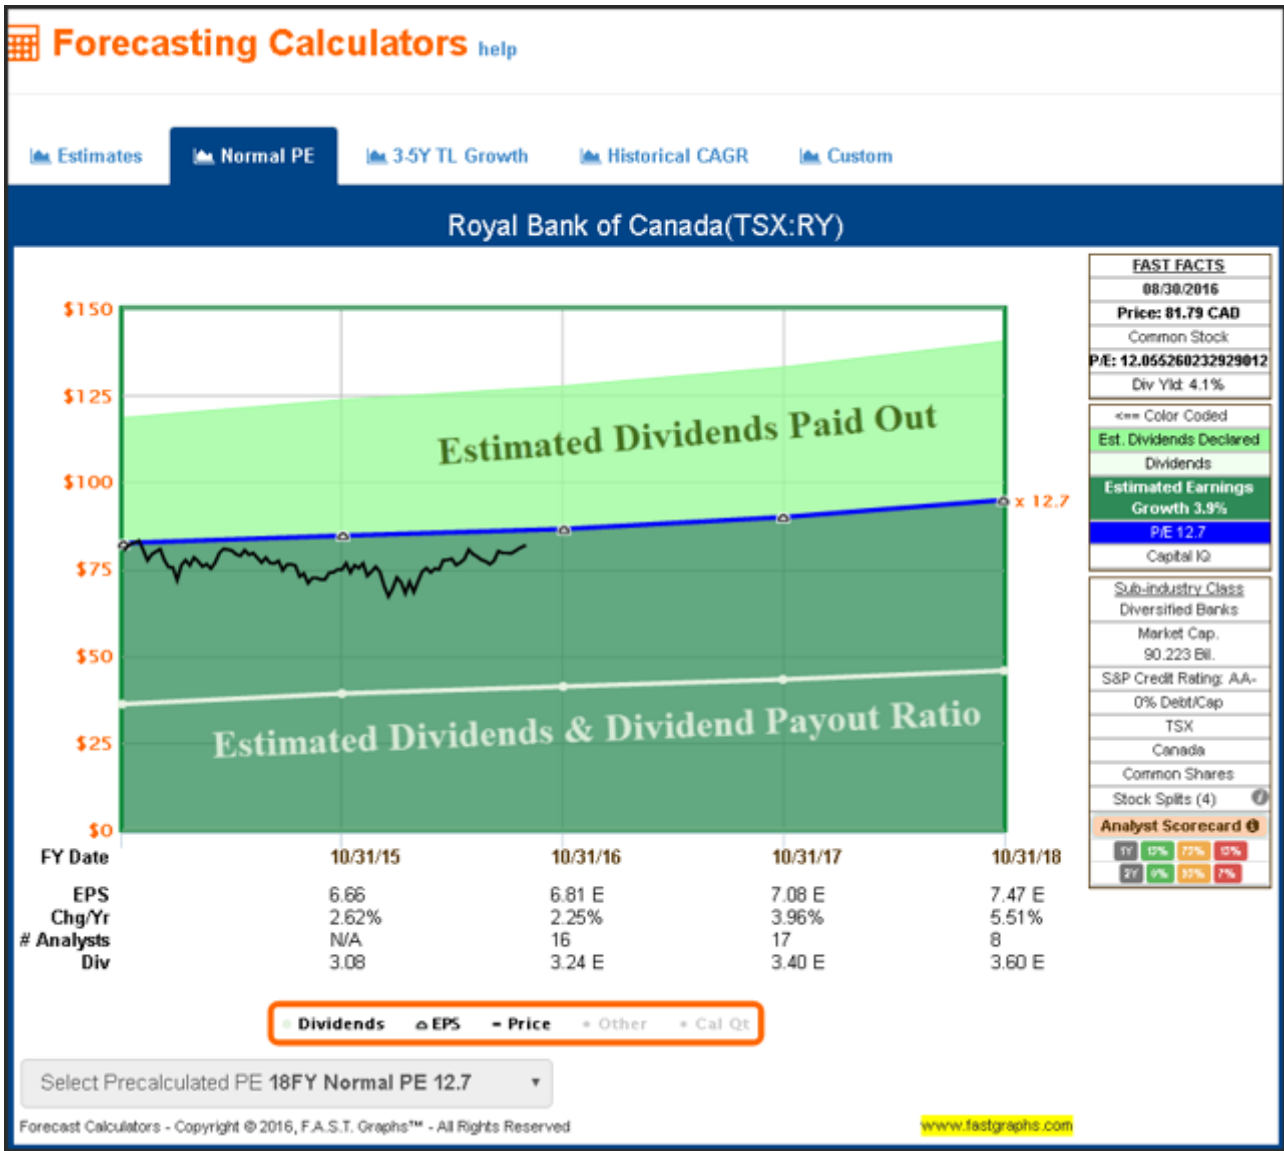 Forecasting Calculators help
Estimates
Normal PE
3-5Y TL Growth
Historical CAGR
Custom
Royal Bank of Canada(TSX:RY)
$150
$125
$100
$75
$50
$25
$0
Estimated Dividends Paid Out
x 12.7
Estimated Dividends & Dividend Payout Ratio
FY Date 10/31/15 10/31/16 10/31/17 10/31/18
EPS 6.66 6.81 E 7.08 E 7.47 E
Chg/Yr 2.62% 2.25% 3.96% 5.51%
# Analysts N/A 16 17 8
Div 3.08 3.24 E 3.40 E 3.60 E
Dividends EPS Price Other Cal Qt
Select Precalculated PE 18FY Normal PE 12.7
Forecast Calculators - Copyright © 2016, F.A.S.T. Graphs™ - All Rights Reserved
www.fastgraphs.com
FAST FACTS
08/30/2016
Price: 81.79 CAD
Common Stock
P/E: 12.055260232929012
Div Yld: 4.1%
<== Color Coded
Est. Dividends Declared
Dividends
Estimated Earnings
Growth 3.9%
P/E 12.7
Capital IQ
Sub-industry Class
Diversified Banks
Market Cap.
90.223 Bil.
S&P Credit Rating: AA-
0% Debt/Cap
TSX
Canada
Common Shares
Stock Splits (4)
Analyst Scorecard
1Y
2Y 7%